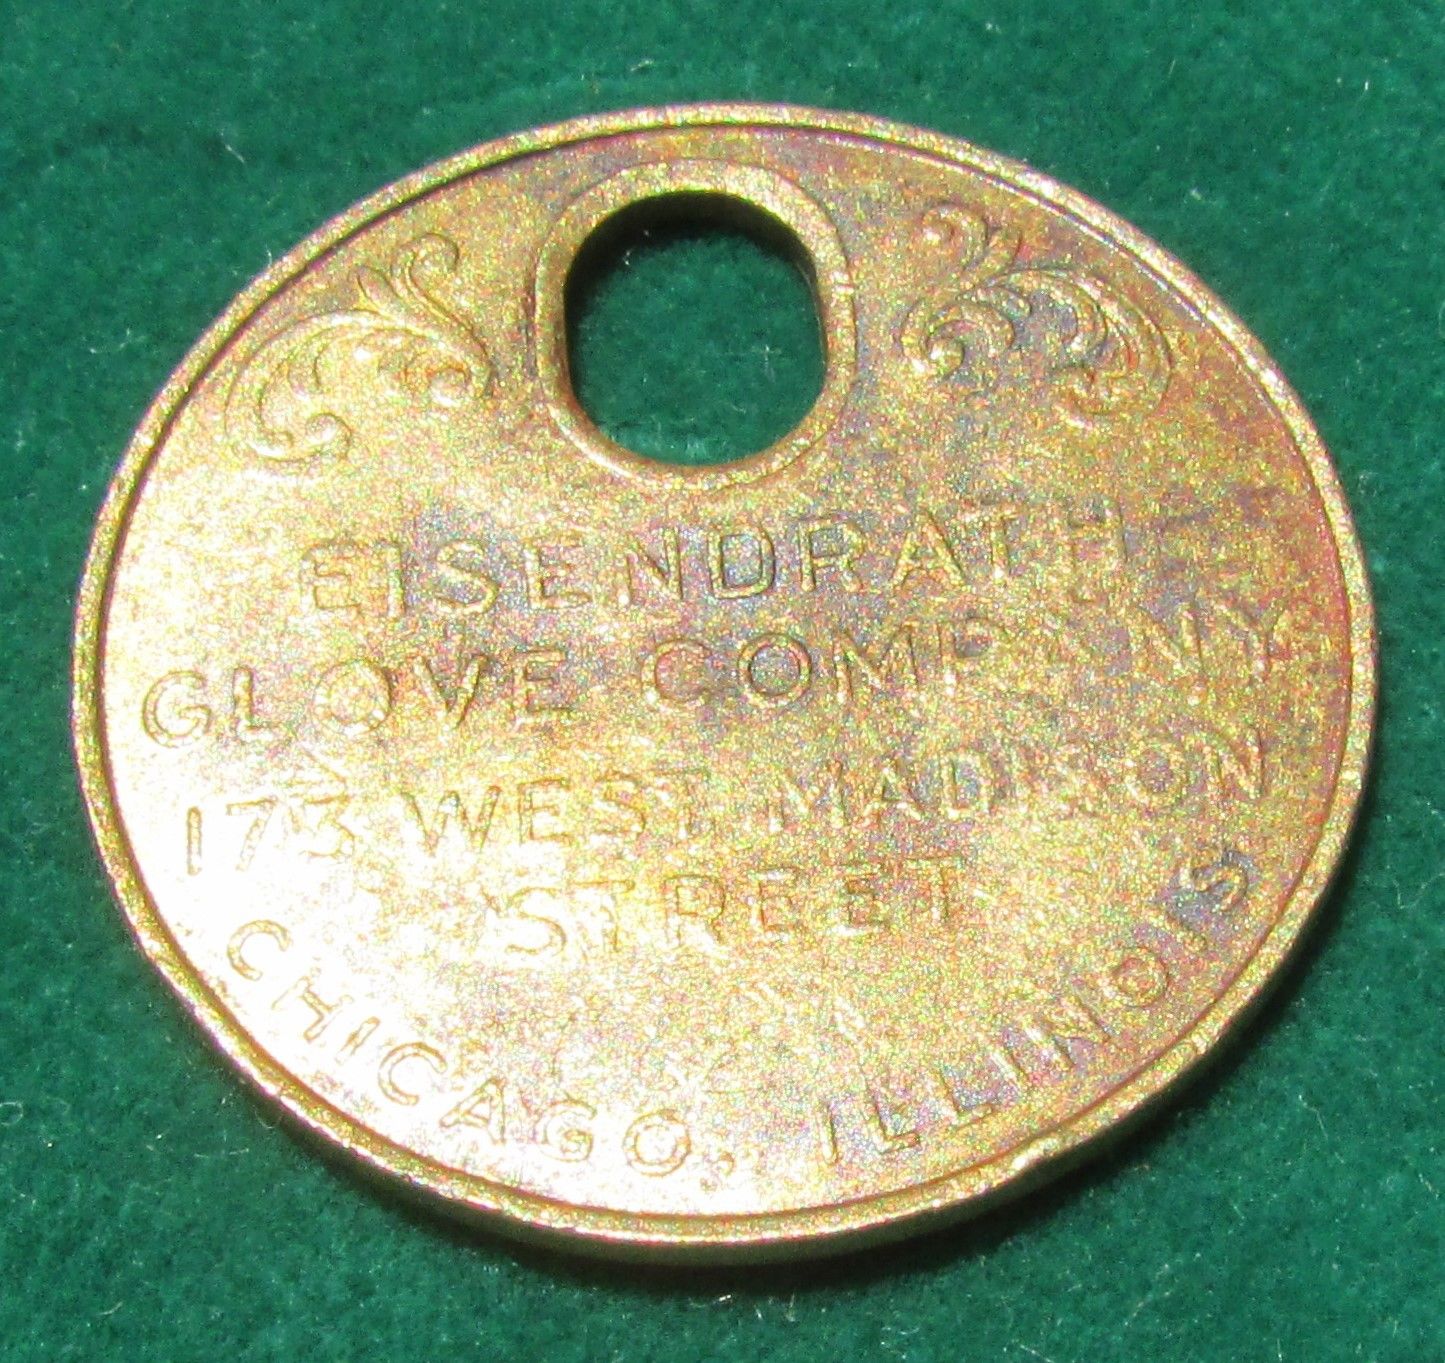 EISENDRATH
GLOVE COMPANY
173 WEST MADISON
STREET
CHICAGO, ILLINOIS